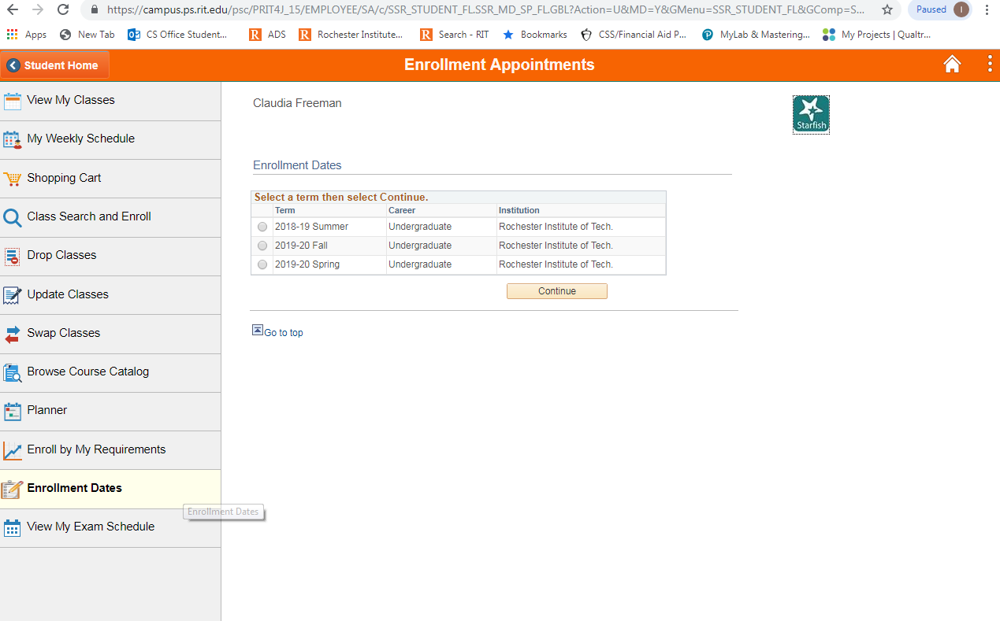 https://campus.ps.rit.edu/psc/PRIT4J_15/EMPLOYEE/SA/c/SSR_STUDENT_FL.SSR_MD_SP_FL.GBL?Action=U&MD=Y&GMenu=SSR_STUDENT_FL&GComp=S... Paused I
Apps New Tab CS Office Student... ADS Rochester Institute... Search - RIT Bookmarks CSS/Financial Aid P... MyLab & Mastering... My Projects | Qualtr...
Student Home
Enrollment Appointments
View My Classes
My Weekly Schedule
Shopping Cart
Class Search and Enroll
Drop Classes
Update Classes
Swap Classes
Browse Course Catalog
Planner
Enroll by My Requirements
Enrollment Dates
Enrollment Dates
View My Exam Schedule
Claudia Freeman
Starfish
Enrollment Dates
Select a term then select Continue.
Term Career Institution
2018-19 Summer Undergraduate Rochester Institute of Tech.
2019-20 Fall Undergraduate Rochester Institute of Tech.
2019-20 Spring Undergraduate Rochester Institute of Tech.
Continue
Go to top